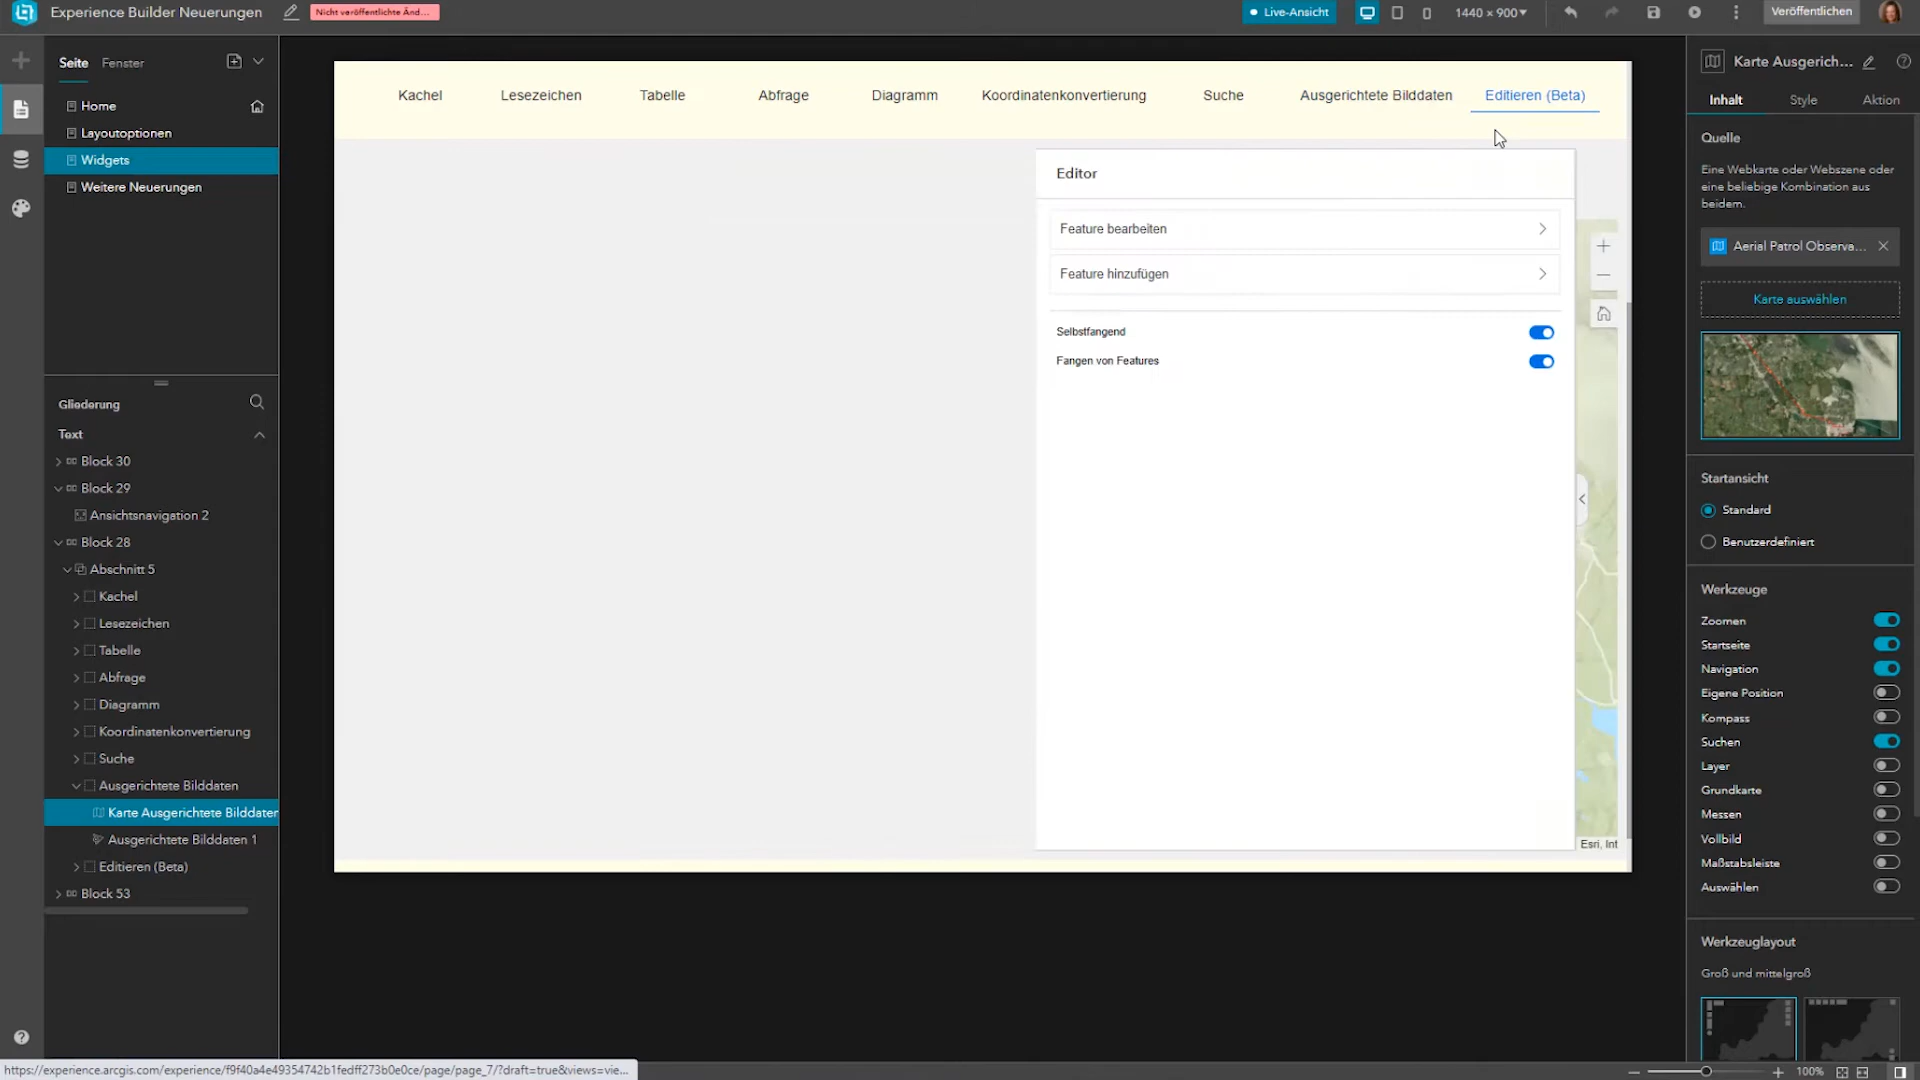 Experience Builder Neuerungen
Nicht veröffentlichte Änd...
Live-Ansicht
1440 × 900
Veröffentlichen
Seite
Fenster
Home
Layoutoptionen
Widgets
Weitere Neuerungen
Gliederung
Text
Block 30
Block 29
Ansichtsnavigation 2
Block 28
Abschnitt 5
Kachel
Lesezeichen
Tabelle
Abfrage
Diagramm
Koordinatenkonvertierung
Suche
Ausgerichtete Bilddaten
Karte Ausgerichtete Bilddaten
Ausgerichtete Bilddaten 1
Editieren (Beta)
Block 53
Kachel
Lesezeichen
Tabelle
Abfrage
Diagramm
Koordinatenkonvertierung
Suche
Ausgerichtete Bilddaten
Editieren (Beta)
Editor
Feature bearbeiten
Feature hinzufügen
Selbstfangend
Fangen von Features
Esri, Int
Karte Ausgerich...
Inhalt
Style
Aktion
Quelle
Eine Webkarte oder Webszene oder
eine beliebige Kombination aus
beidem.
Aerial Patrol Observa...
Karte auswählen
Startansicht
Standard
Benutzerdefiniert
Werkzeuge
Zoomen
Startseite
Navigation
Eigene Position
Kompass
Suchen
Layer
Grundkarte
Messen
Vollbild
Maßstabsleiste
Auswählen
Werkzeuglayout
Groß und mittelgroß
https://experience.arcgis.com/experience/f9f40a4e49354742b1fedff273b0e0ce/page/page_7/?draft=true&views=vie...
100%